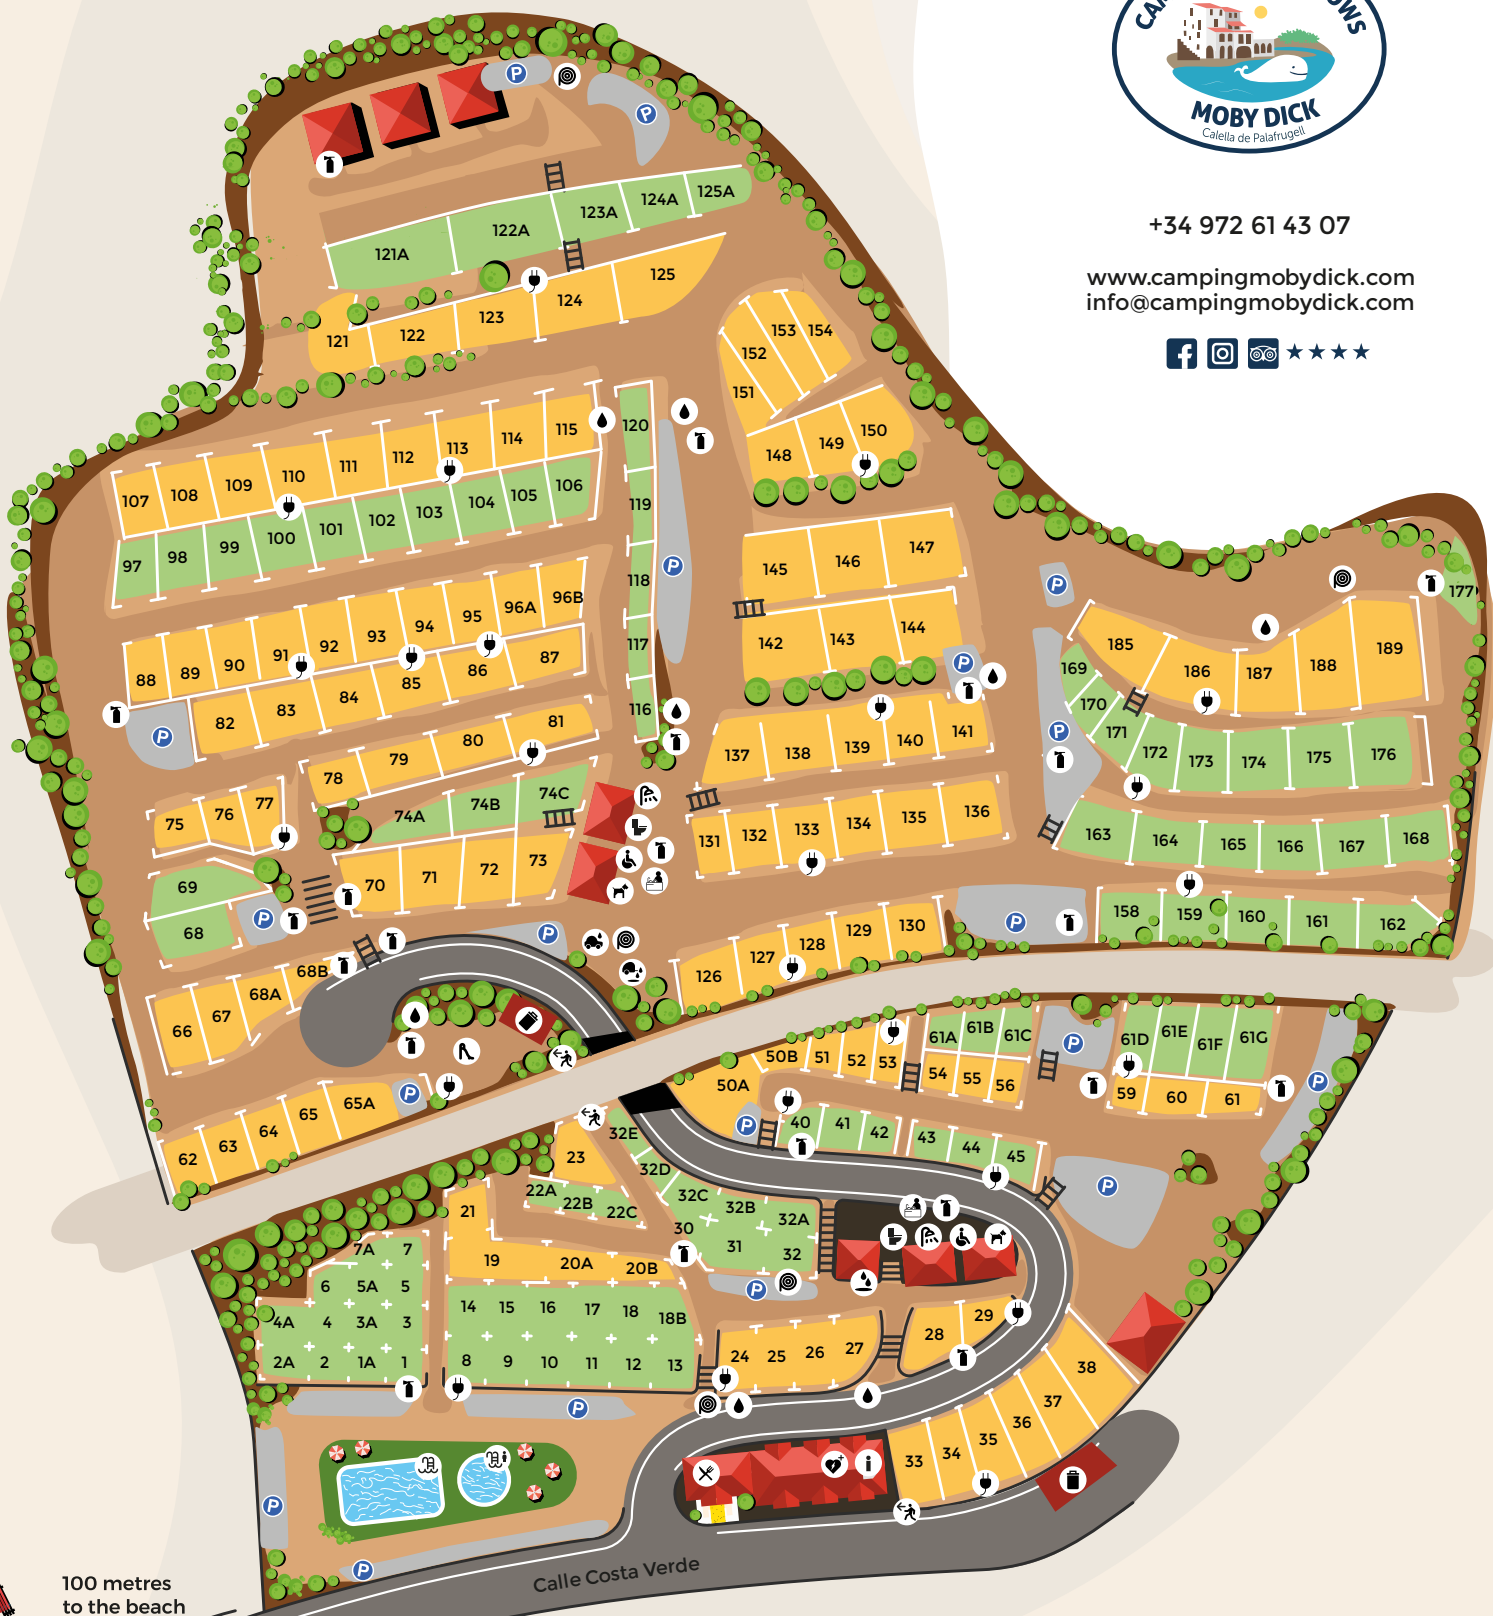 MOBY DICK
Calella de Palafrugell
+34 972 61 43 07
www.campingmobydick.com
info@campingmobydick.com
P
P
121A 122A 123A 124A 125A
121 122 123 124 125
151 152 153 154
148 149 150
107 108 109 110 111 112 113 114 115
97 98 99 100 101 102 103 104 105 106
120
119
118
117
116
P
145 146 147
142 143 144
P
P
88 89 90 91 92 93 94 95 96A 96B
82 83 84 85 86 87
P
78 79 80 81
74A 74B 74C
75 76 77
70 71 72 73
69
68
P
P
137 138 139 140 141
131 132 133 134 135 136
126 127 128 129 130
177
185 186 187 188 189
169
170
171
172 173 174 175 176
P
163 164 165 166 167 168
158 159 160 161 162
P
66 67 68A 68B
62 63 64 65 65A
P
50A 50B 51 52 53
61A 61B 61C
54 55 56
P
61D 61E 61F 61G
59 60 61
P
P
40 41 42 43 44 45
P
23
22A 22B 22C
21
19 20A 20B
32E
32D
32C 32B 32A
30 31 32
P
7A 7
6 5A 5
4A 4 3A 3
2A 2 1A 1
14 15 16 17 18 18B
8 9 10 11 12 13
24 25 26 27
28 29
33 34 35 36 37 38
P
P
P
Calle Costa Verde
100 metres
to the beach